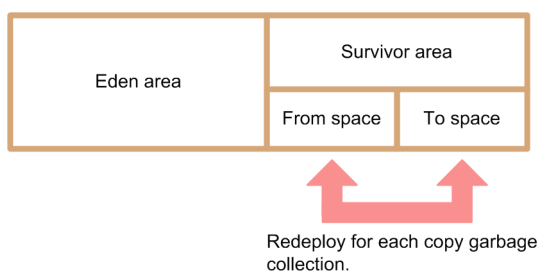 Eden area
Survivor area
From space
To space
Redeploy for each copy garbage
collection.